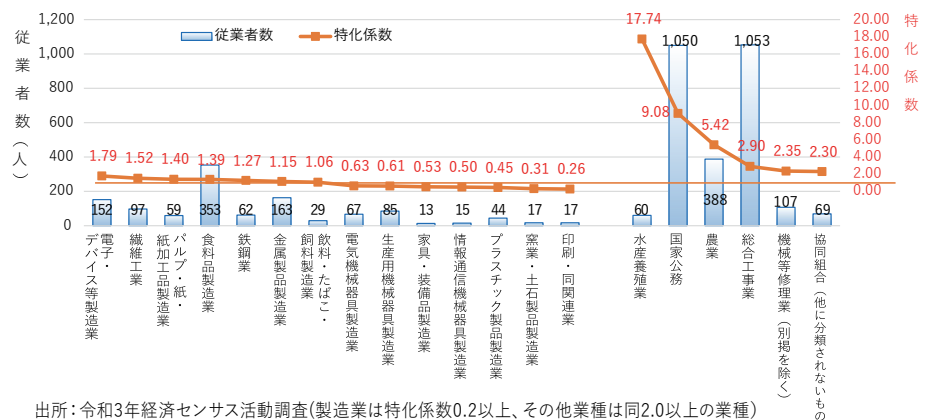 従業者数（人）
1,200
1,000
800
600
400
200
0
従業者数
特化係数
20.00
18.00
16.00
14.00
12.00
10.00
8.00
6.00
4.00
2.00
0.00
特化係数
1.79 1.52 1.40 1.39 1.27 1.15 1.06 0.63 0.61 0.53 0.50 0.45 0.31 0.26 17.74 9.08 5.42 2.90 2.35 2.30
152 97 59 353 62 163 29 67 85 13 15 44 17 17 60 1,050 388 1,053 107 69
電子・
デバイス等製造業
繊維工業
パルプ・紙・
紙加工品製造業
食料品製造業
鉄鋼業
金属製品製造業
飲料・たばこ・
飼料製造業
電気機械器具製造業
生産用機械器具製造業
家具・装備品製造業
情報通信機械器具製造業
プラスチック製品製造業
窯業・土石製品製造業
印刷・同関連業
水産養殖業
国家公務
農業
総合工事業
機械等修理業（別掲を除く）
協同組合（他に分類されないもの
出所：令和3年経済センサス活動調査(製造業は特化係数0.2以上、その他業種は同2.0以上の業種）